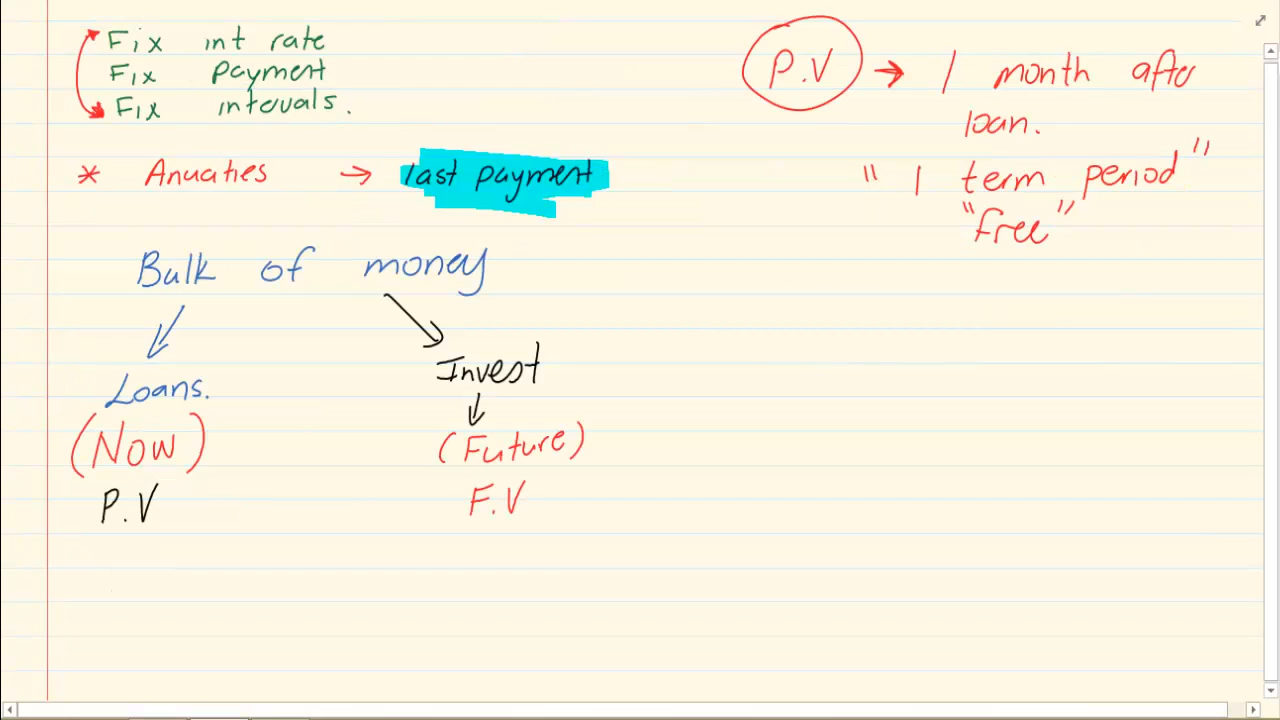 Fix int rate
Fix payment
Fix intervals.
* Anuaties → last payment
Bulk of money
Loans.
(Now)
P.V
Invest
(Future)
F.V
P.V → 1 month after
loan.
" 1 term period "
"free"